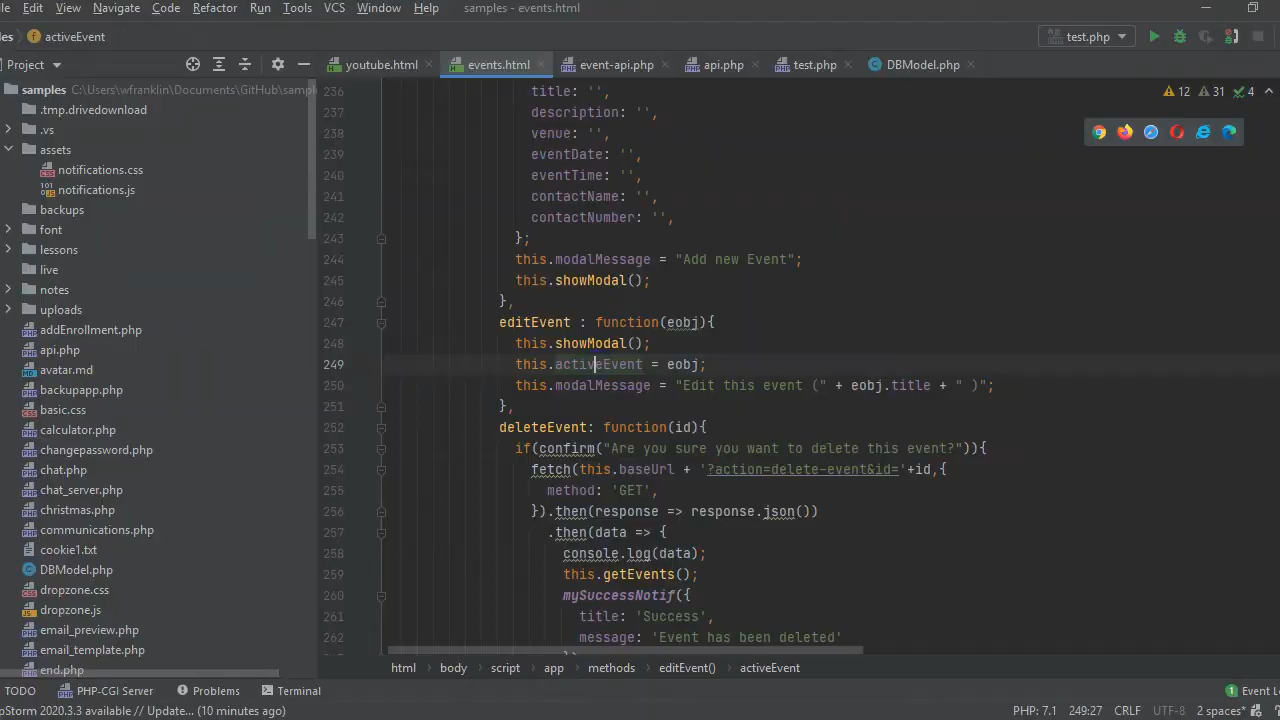 Edit View Navigate Code Refactor Run Tools VCS Window Help samples - events.html
activeEvent test.php
Project youtube.html events.html event-api.php api.php test.php DBModel.php
samples C:\Users\wfranklin\Documents\GitHub\sampl
.tmp.drivedownload
.vs
assets
notifications.css
notifications.js
backups
font
lessons
live
notes
uploads
addEnrollment.php
api.php
avatar.md
backupapp.php
basic.css
calculator.php
changepassword.php
chat.php
chat_server.php
christmas.php
communications.php
cookie1.txt
DBModel.php
dropzone.css
dropzone.js
email_preview.php
email_template.php
end.php
12 31 4
236 title: '',
237 description: '',
238 venue: '',
239 eventDate: '',
240 eventTime: '',
241 contactName: '',
242 contactNumber: '',
243 };
244 this.modalMessage = "Add new Event";
245 this.showModal();
246 },
247 editEvent : function(eobj){
248 this.showModal();
249 this.activeEvent = eobj;
250 this.modalMessage = "Edit this event (" + eobj.title + " )";
251 },
252 deleteEvent: function(id){
253 if(confirm("Are you sure you want to delete this event?")){
254 fetch(this.baseUrl + '?action=delete-event&id='+id,{
255 method: 'GET',
256 }).then(response => response.json())
257 .then(data => {
258 console.log(data);
259 this.getEvents();
260 mySuccessNotif({
261 title: 'Success',
262 message: 'Event has been deleted'
html body script app methods editEvent() activeEvent
TODO PHP-CGI Server Problems Terminal 1 Event L
pStorm 2020.3.3 available // Update... (10 minutes ago) PHP: 7.1 249:27 CRLF UTF-8 2 spaces*